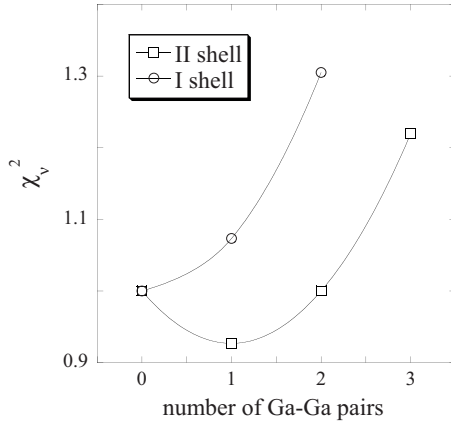 II shell
I shell
1.3
1.1
0.9
χν²
0 1 2 3
number of Ga-Ga pairs